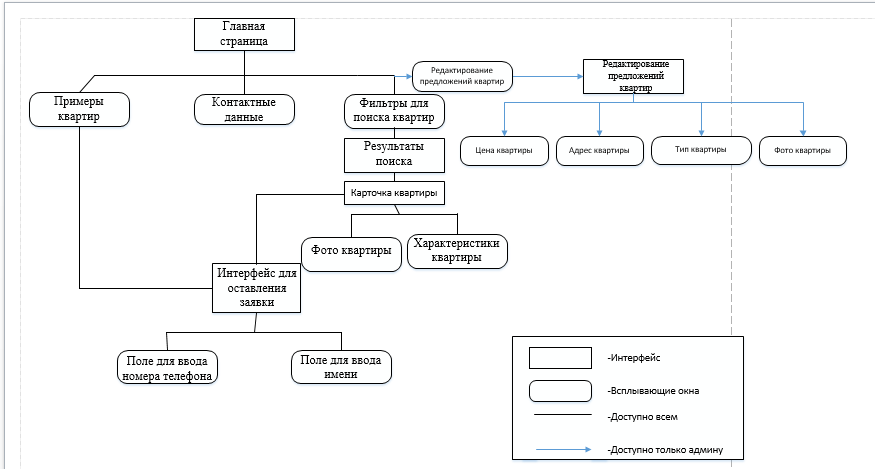 Главная
страница
Редактирование
предложений квартир
Редактирование
предложений
квартир
Примеры
квартир
Контактные
данные
Фильтры для
поиска квартир
Цена квартиры
Адрес квартиры
Тип квартиры
Фото квартиры
Результаты
поиска
Карточка квартиры
Фото квартиры
Характеристики
квартиры
Интерфейс для
оставления
заявки
Поле для ввода
номера телефона
Поле для ввода
имени
-Интерфейс
-Всплывающие окна
-Доступно всем
-Доступно только админу